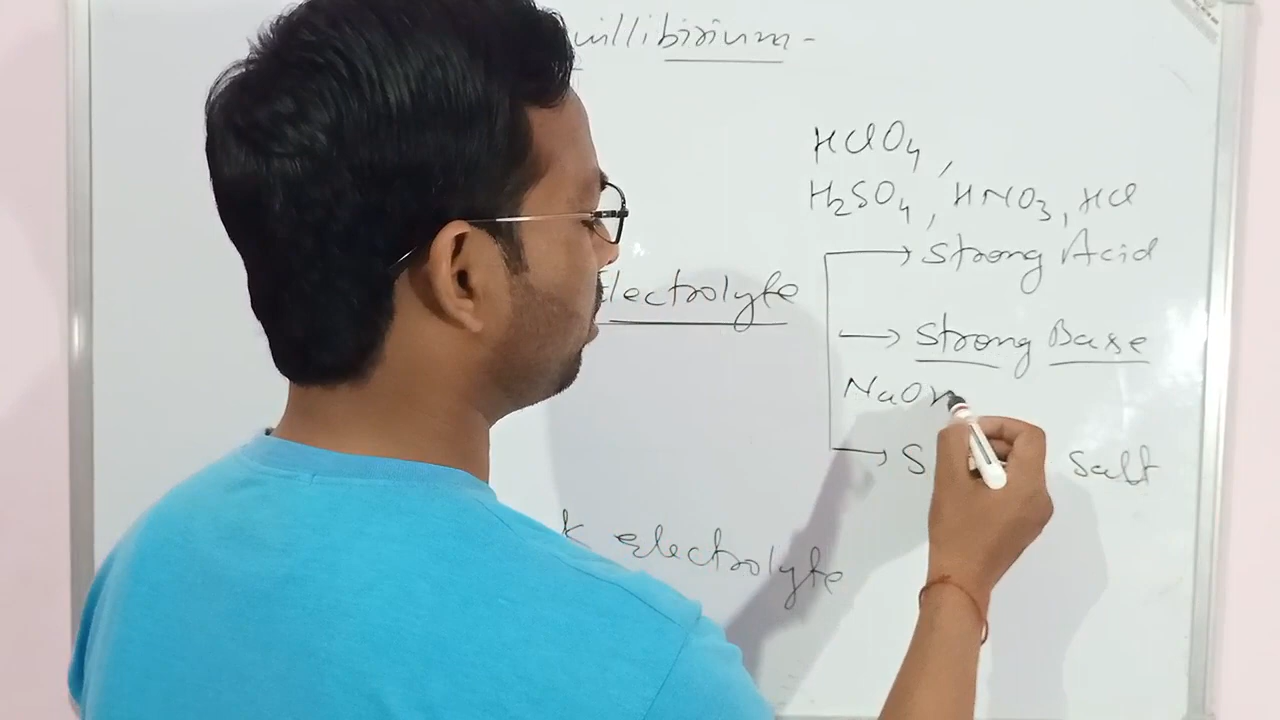 uillibirium -
HClO4,
H2SO4, HNO3, HCl
Strong Acid
Electrolyte
Strong Base
NaOH
S Salt
k electrolyte